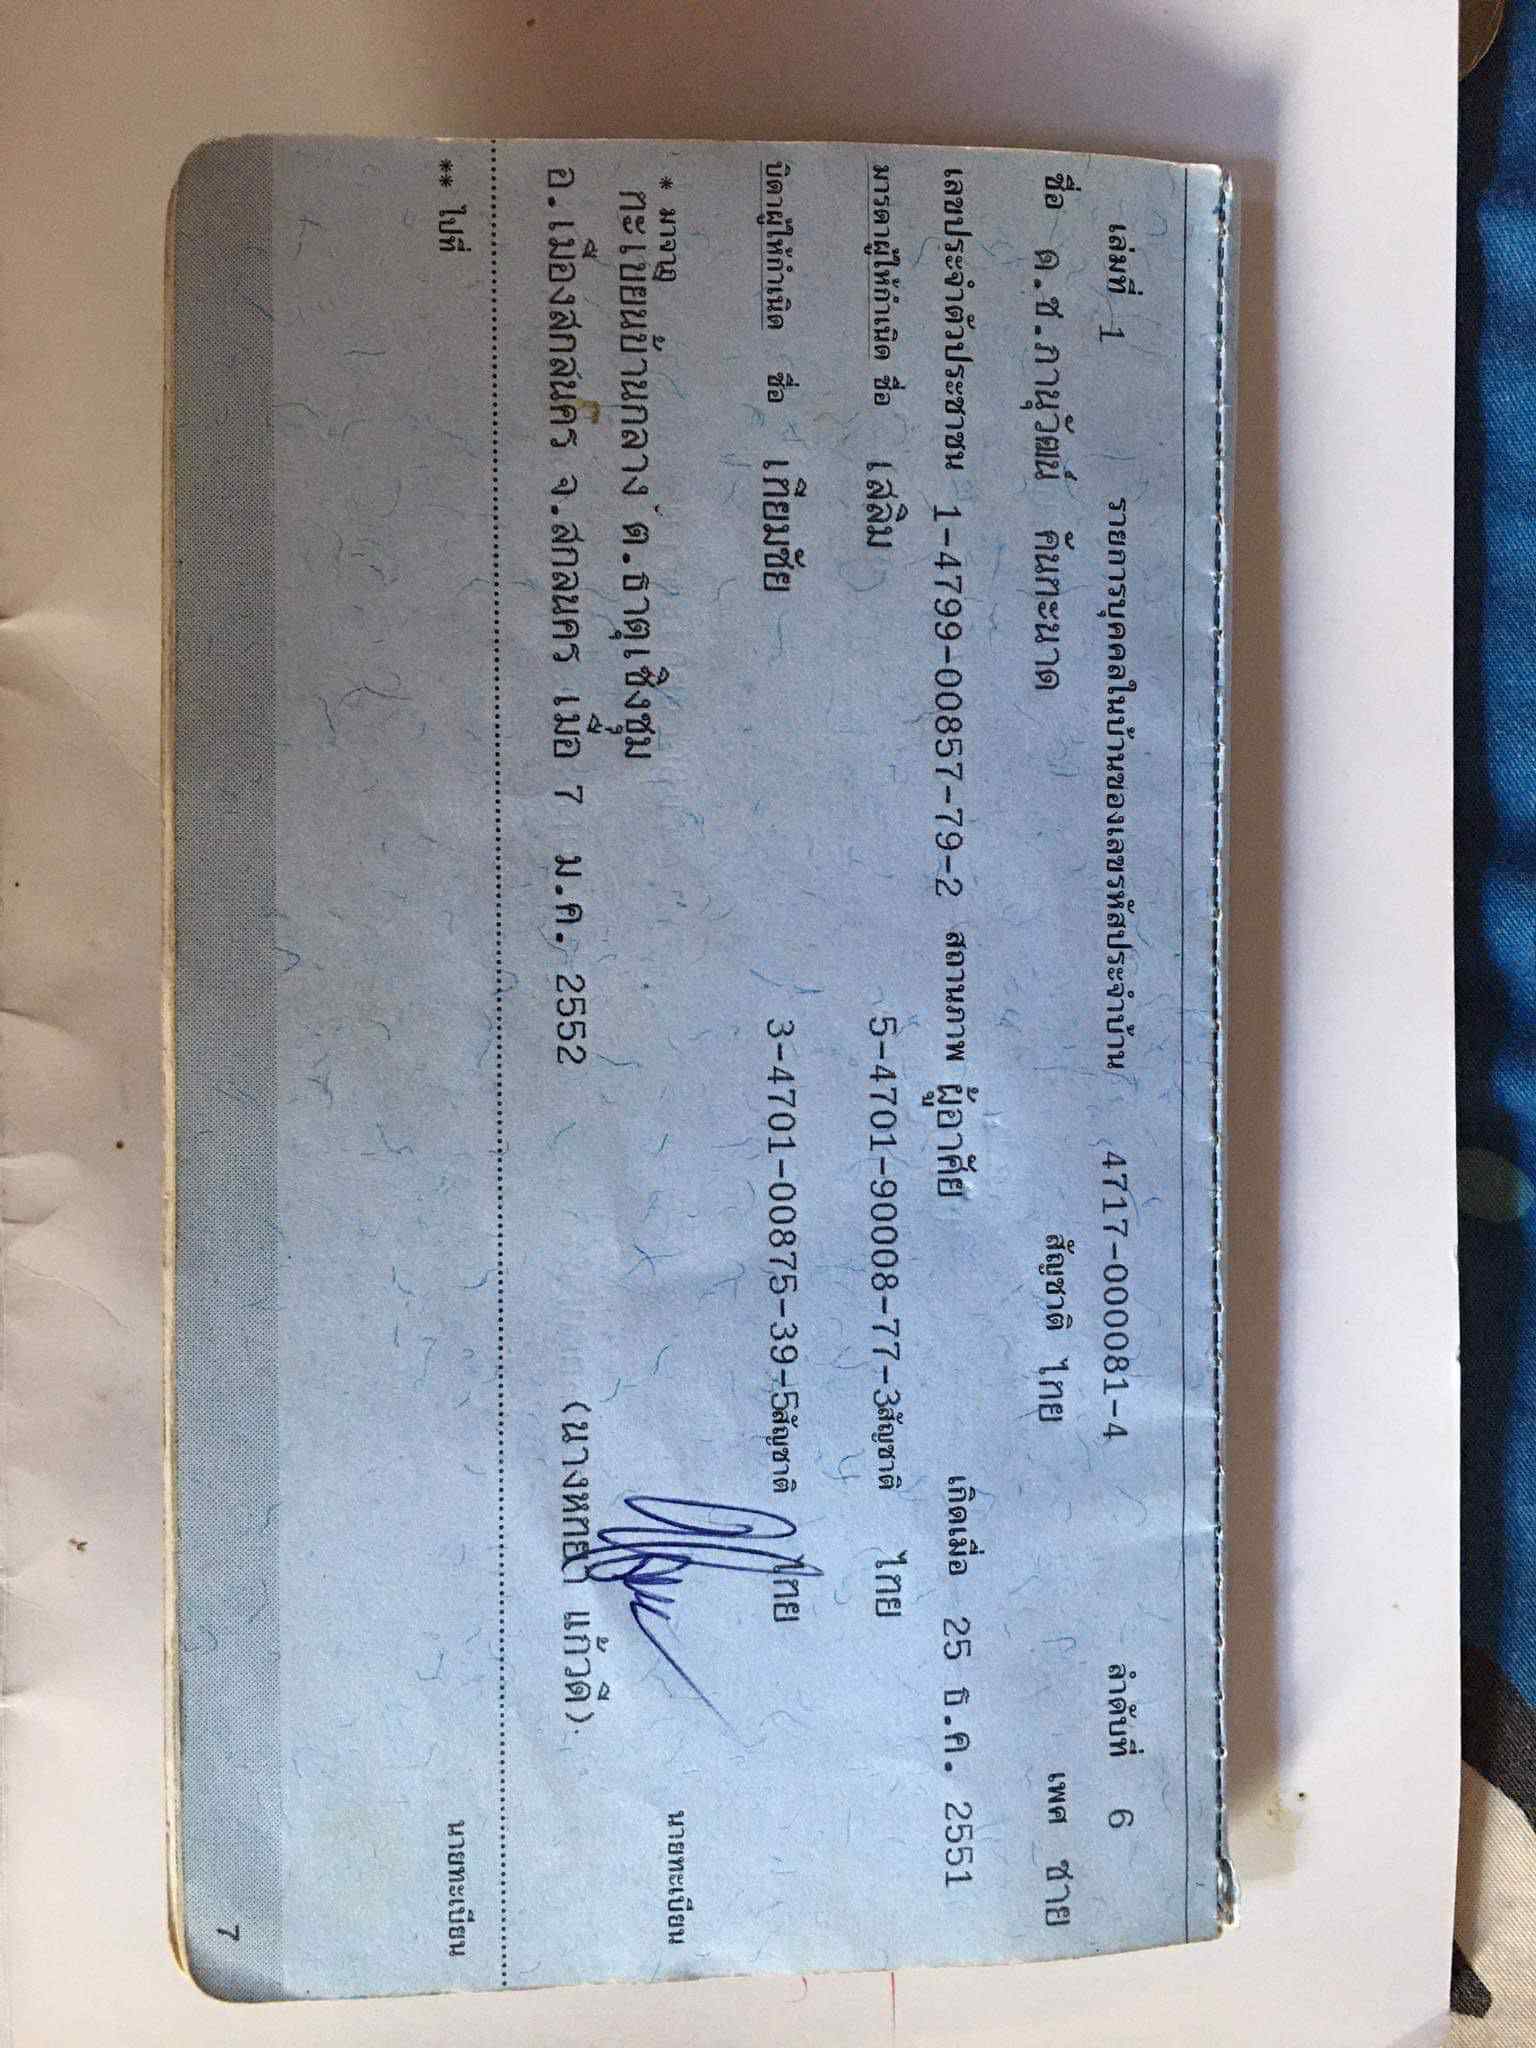 เล่มที่ 1 รายการบุคคลในบ้านของเลขรหัสประจำบ้าน 4717-000081-4 ลำดับที่ 6
ชื่อ ด.ช.ภานุวัฒน์ คันทะนาด สัญชาติ ไทย เพศ ชาย
เลขประจำตัวประชาชน 1-4799-00857-79-2 สถานภาพ ผู้อาศัย เกิดเมื่อ 25 ธ.ค. 2551
มารดาผู้ให้กำเนิด ชื่อ เสลิม 5-4701-90008-77-3 สัญชาติ ไทย
บิดาผู้ให้กำเนิด ชื่อ เทียมชัย 3-4701-00875-39-5 สัญชาติ ไทย
* มาจาก
ทะเบียนบ้านกลาง ต.ธาตุเชิงชุม
อ.เมืองสกลนคร จ.สกลนคร เมื่อ 7 ม.ค. 2552 (นางหทยา แก้วดี) นายทะเบียน
** ไปที่
นายทะเบียน
7